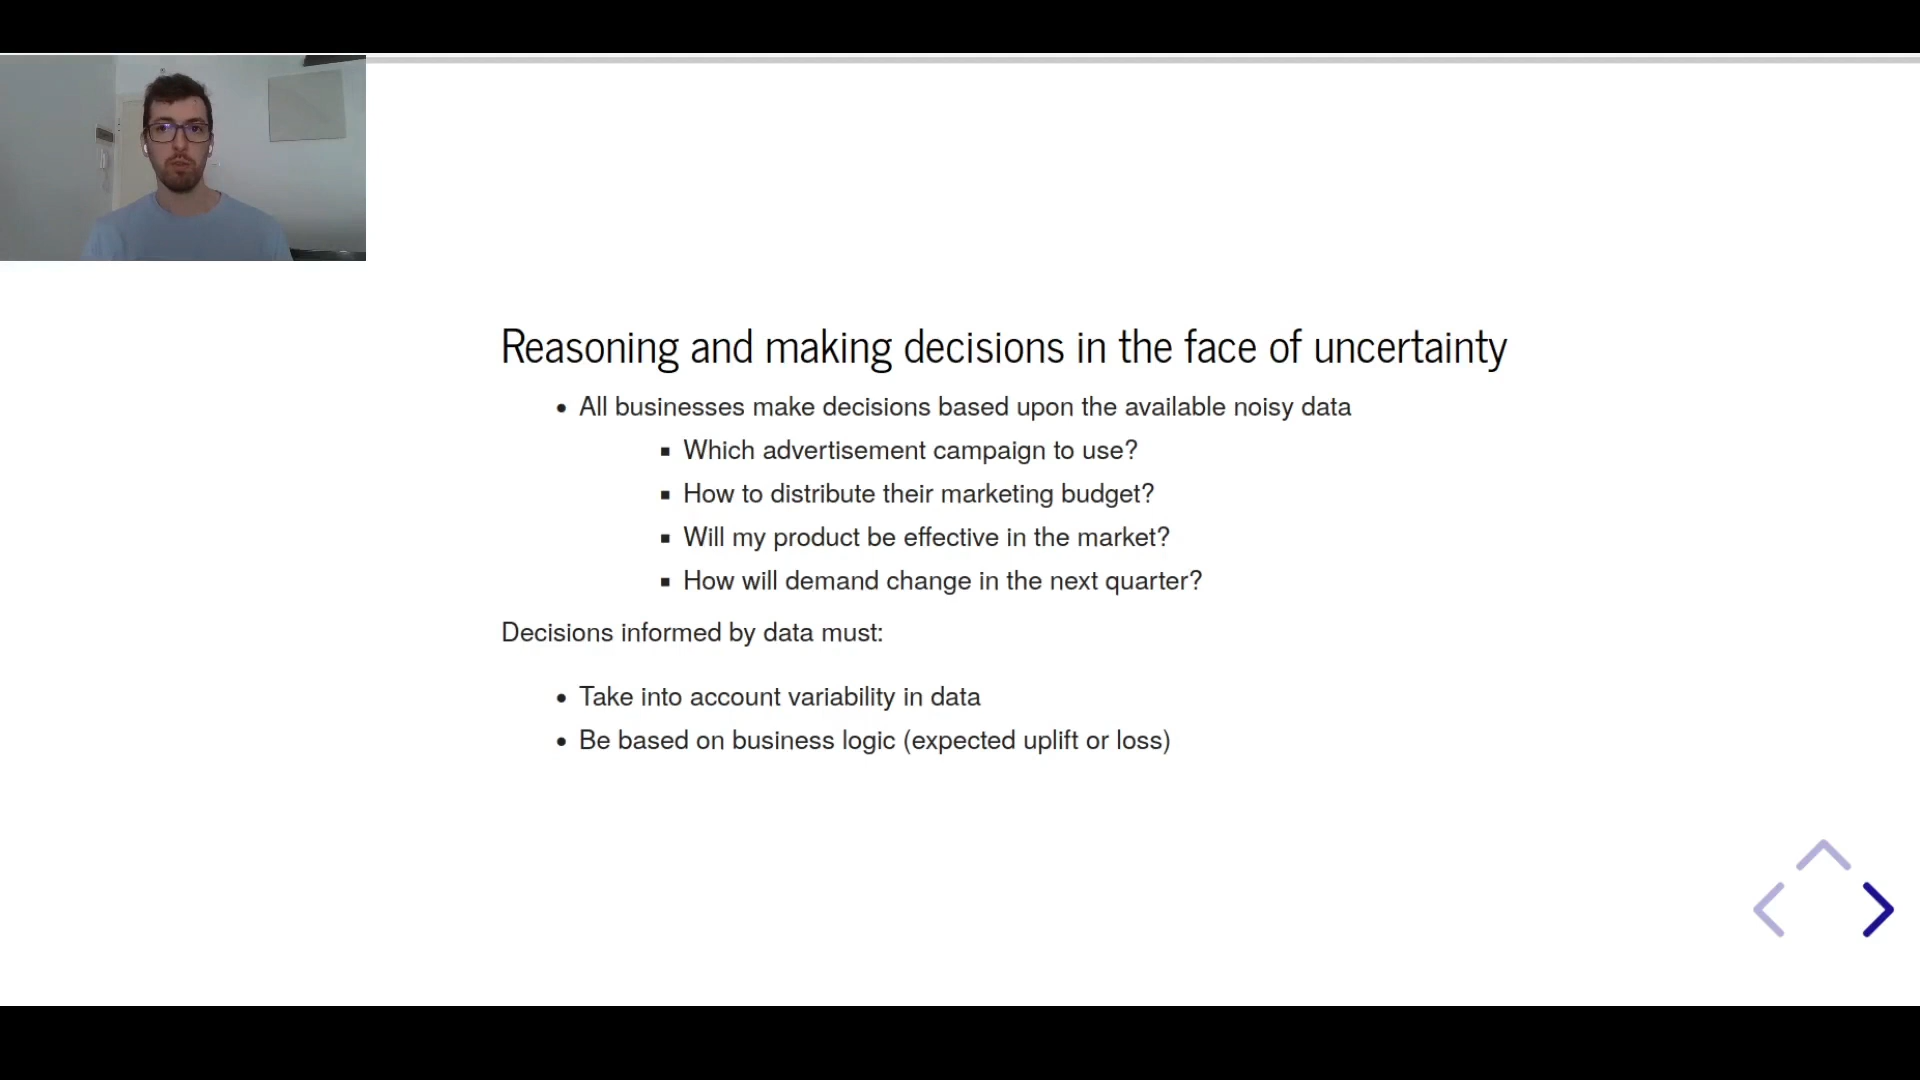 Reasoning and making decisions in the face of uncertainty
All businesses make decisions based upon the available noisy data
Which advertisement campaign to use?
How to distribute their marketing budget?
Will my product be effective in the market?
How will demand change in the next quarter?
Decisions informed by data must:
Take into account variability in data
Be based on business logic (expected uplift or loss)